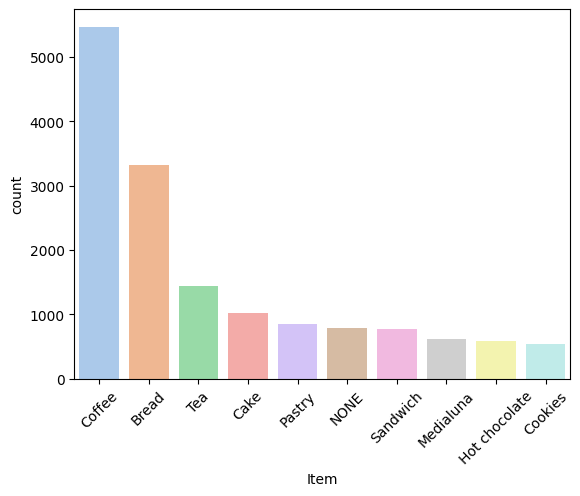 5000
4000
3000
2000
1000
0
count
Coffee
Bread
Tea
Cake
Pastry
NONE
Sandwich
Medialuna
Hot chocolate
Cookies
Item